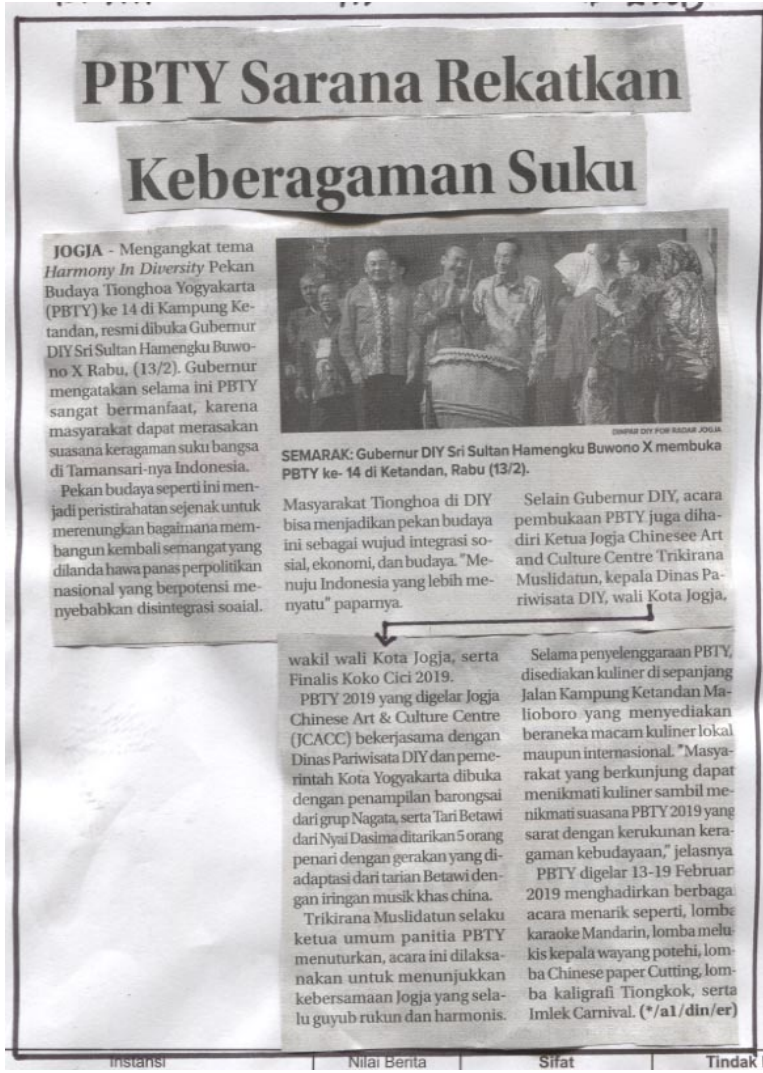 PBTY Sarana Rekatkan
Keberagaman Suku
JOGJA - Mengangkat tema
Harmony In Diversity Pekan
Budaya Tionghoa Yogyakarta
(PBTY) ke 14 di Kampung Ke-
tandan, resmi dibuka Gubernur
DIY Sri Sultan Hamengku Buwo-
no X Rabu, (13/2). Gubernur
mengatakan selama ini PBTY
sangat bermanfaat, karena
masyarakat dapat merasakan
suasana keragaman suku bangsa
di Tamansari-nya Indonesia.
Pekan budaya seperti ini men-
jadi peristirahatan sejenak untuk
merenungkan bagaimana mem-
bangun kembali semangat yang
dilanda hawa panas perpolitikan
nasional yang berpotensi me-
nyebabkan disintegrasi soaial.
DINPAR DIY FOR RADAR JOGJA
SEMARAK: Gubernur DIY Sri Sultan Hamengku Buwono X membuka
PBTY ke- 14 di Ketandan, Rabu (13/2).
Masyarakat Tionghoa di DIY
bisa menjadikan pekan budaya
ini sebagai wujud integrasi so-
sial, ekonomi, dan budaya. "Me-
nuju Indonesia yang lebih me-
nyatu" paparnya.
Selain Gubernur DIY, acara
pembukaan PBTY juga diha-
diri Ketua Jogja Chinesee Art
and Culture Centre Trikirana
Muslidatun, kepala Dinas Pa-
riwisata DIY, wali Kota Jogja,
wakil wali Kota Jogja, serta
Finalis Koko Cici 2019.
PBTY 2019 yang digelar Jogja
Chinese Art & Culture Centre
(JCACC) bekerjasama dengan
Dinas Pariwisata DIY dan peme-
rintah Kota Yogyakarta dibuka
dengan penampilan barongsai
dari grup Nagata, serta Tari Betawi
dari Nyai Dasima ditarikan 5 orang
penari dengan gerakan yang di-
adaptasi dari tarian Betawi den-
gan iringan musik khas china.
Trikirana Muslidatun selaku
ketua umum panitia PBTY
menuturkan, acara ini dilaksa-
nakan untuk menunjukkan
kebersamaan Jogja yang sela-
lu guyub rukun dan harmonis.
Selama penyelenggaraan PBTY,
disediakan kuliner di sepanjang
Jalan Kampung Ketandan Ma-
lioboro yang menyediakan
beraneka macam kuliner lokal
maupun internasional. "Masya-
rakat yang berkunjung dapat
menikmati kuliner sambil me-
nikmati suasana PBTY 2019 yang
sarat dengan kerukunan kera-
gaman kebudayaan," jelasnya
PBTY digelar 13-19 Februar
2019 menghadirkan berbaga
acara menarik seperti, lomba
karaoke Mandarin, lomba melu-
kis kepala wayang potehi, lom-
ba Chinese paper Cutting, lom-
ba kaligrafi Tiongkok, serta
Imlek Carnival. (*/a1/din/er)
Instansi
Nilai Berita
Sifat
Tindak